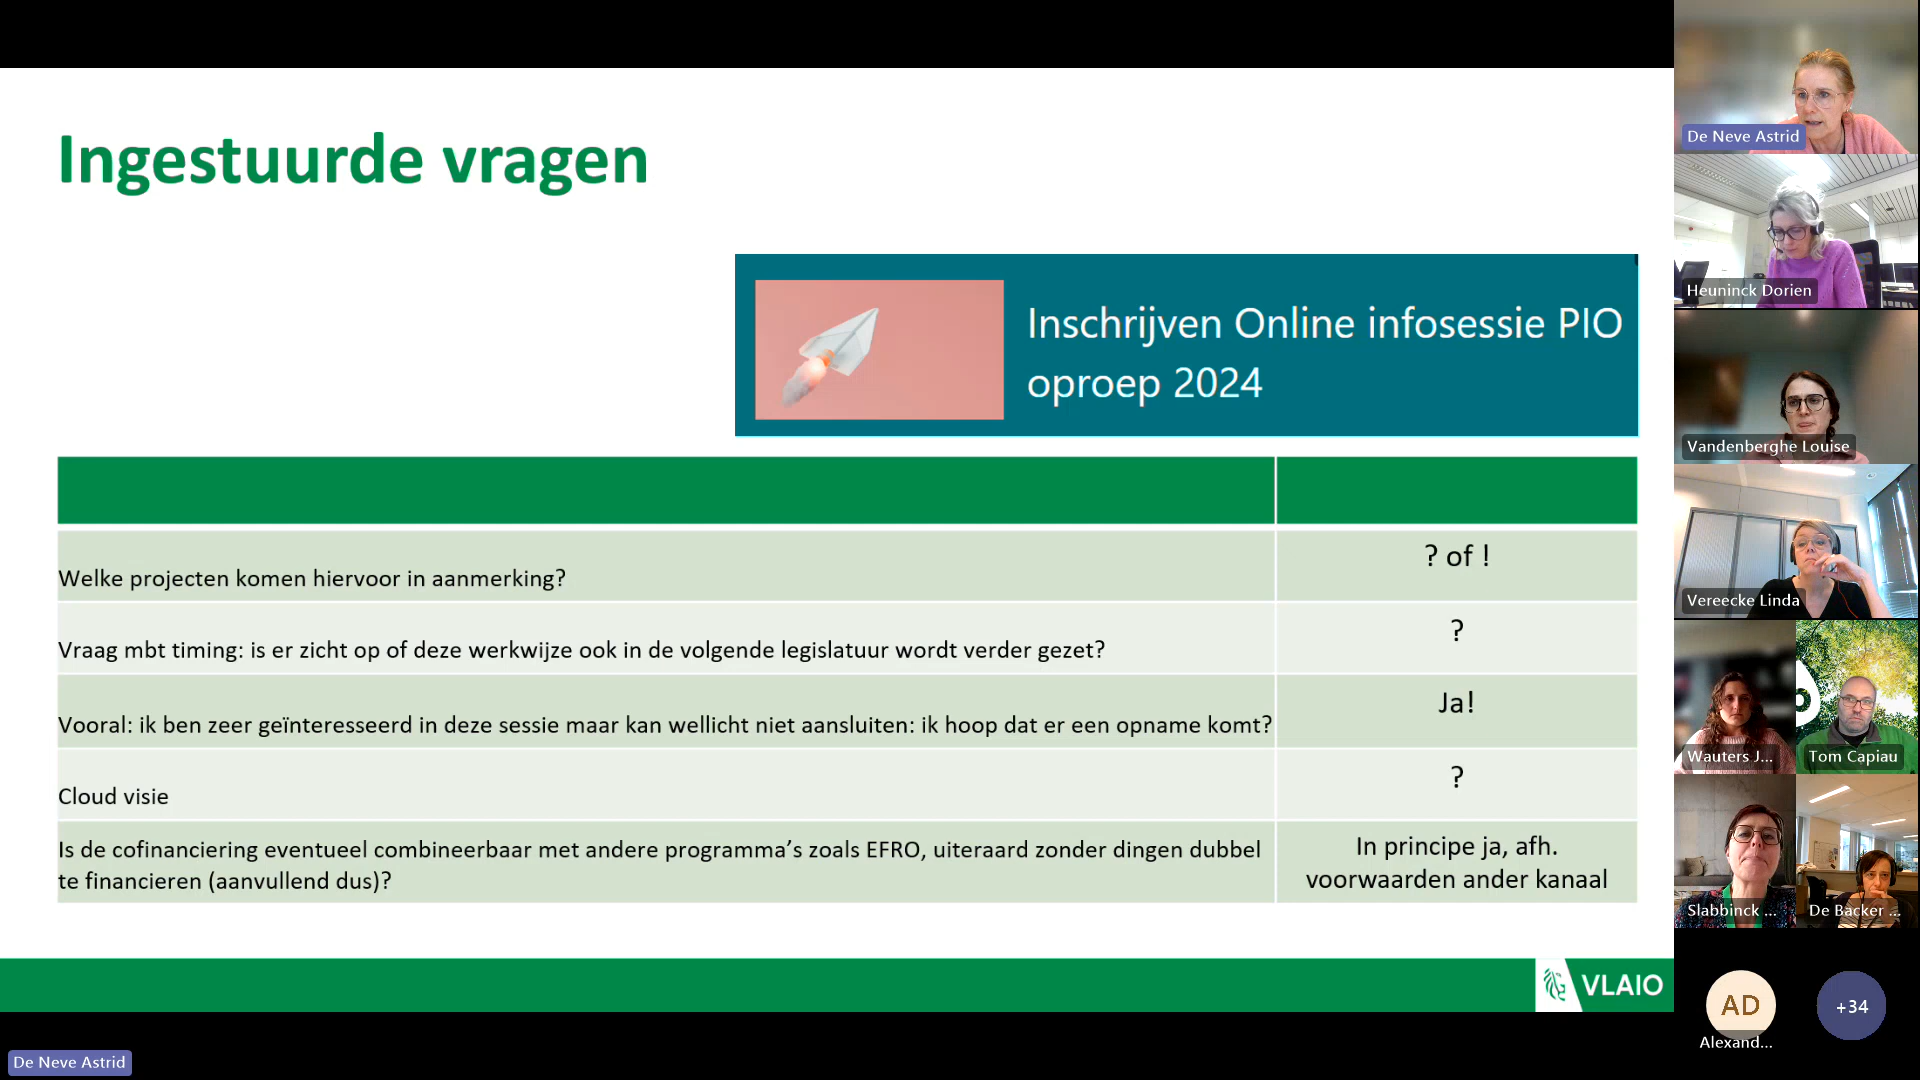 Ingestuurde vragen
Inschrijven Online infosessie PIO
oproep 2024
Welke projecten komen hiervoor in aanmerking?
? of !
Vraag mbt timing: is er zicht op of deze werkwijze ook in de volgende legislatuur wordt verder gezet?
?
Vooral: ik ben zeer geïnteresseerd in deze sessie maar kan wellicht niet aansluiten: ik hoop dat er een opname komt?
Ja!
Cloud visie
?
Is de cofinanciering eventueel combineerbaar met andere programma’s zoals EFRO, uiteraard zonder dingen dubbel
te financieren (aanvullend dus)?
In principe ja, afh.
voorwaarden ander kanaal
VLAIO
De Neve Astrid
De Neve Astrid
Heuninck Dorien
Vandenberghe Louise
Vereecke Linda
Wauters J...
Tom Capiau
Slabbinck ...
De Backer ...
AD
Alexand...
+34